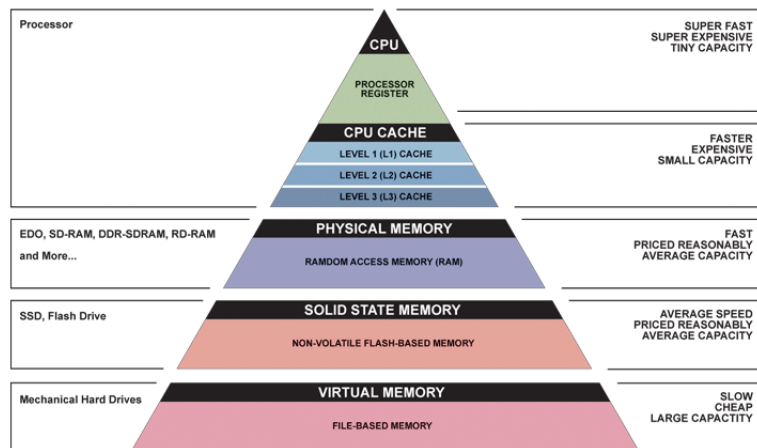 Processor
CPU
SUPER FAST
SUPER EXPENSIVE
TINY CAPACITY
PROCESSOR
REGISTER
CPU CACHE
LEVEL 1 (L1) CACHE
LEVEL 2 (L2) CACHE
LEVEL 3 (L3) CACHE
FASTER
EXPENSIVE
SMALL CAPACITY
EDO, SD-RAM, DDR-SDRAM, RD-RAM
and More...
PHYSICAL MEMORY
RAMDOM ACCESS MEMORY (RAM)
FAST
PRICED REASONABLY
AVERAGE CAPACITY
SSD, Flash Drive
SOLID STATE MEMORY
NON-VOLATILE FLASH-BASED MEMORY
AVERAGE SPEED
PRICED REASONABLY
AVERAGE CAPACITY
Mechanical Hard Drives
VIRTUAL MEMORY
FILE-BASED MEMORY
SLOW
CHEAP
LARGE CAPACTITY